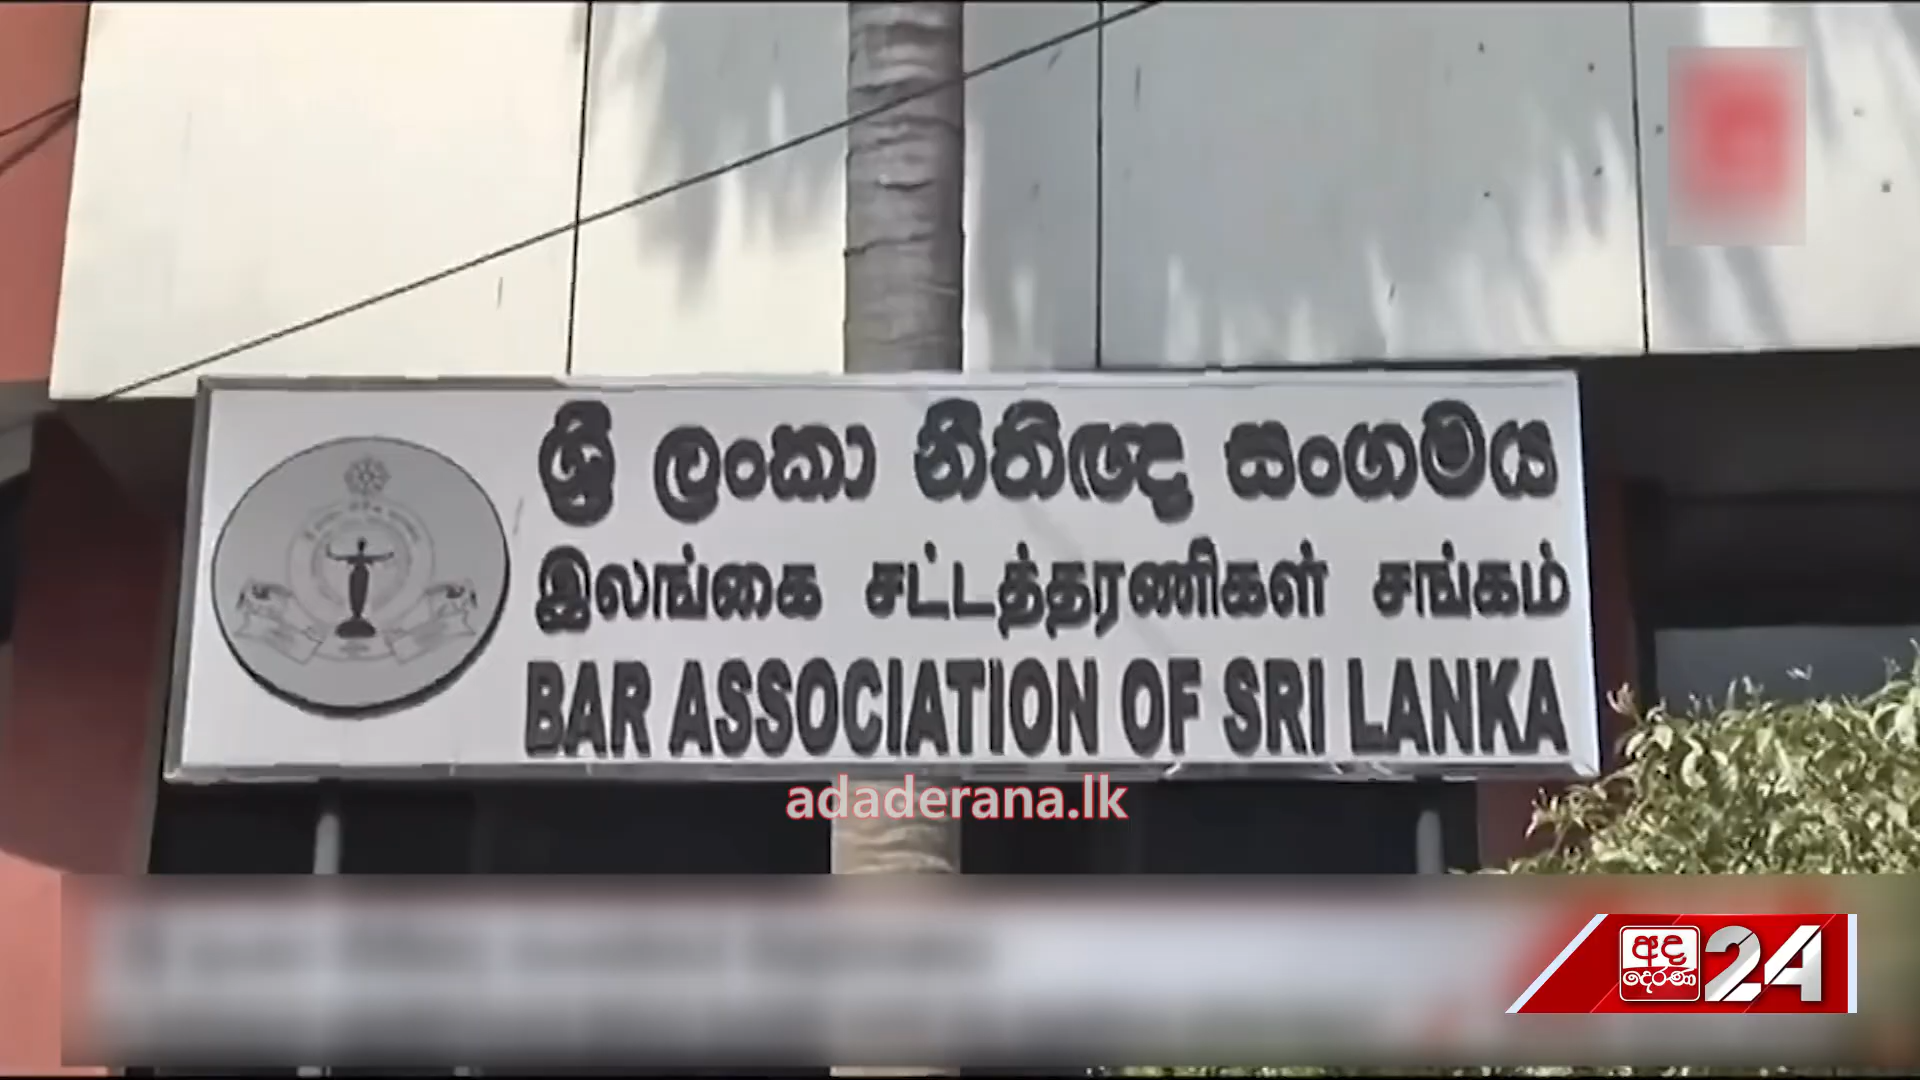 ශ්‍රී ලංකා නීතිඥ සංගමය
இலங்கை சட்டத்தரணிகள் சங்கம்
BAR ASSOCIATION OF SRI LANKA
adaderana.lk
අද
දෙරණ
24